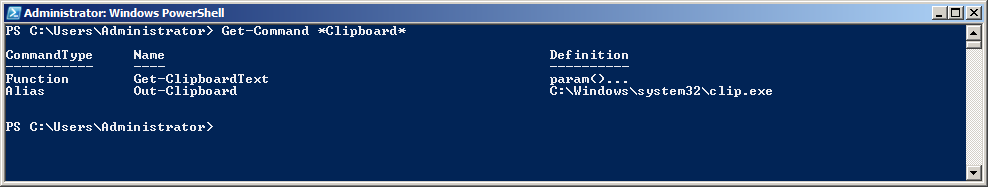 Administrator: Windows PowerShell
PS C:\Users\Administrator> Get-Command *Clipboard*
CommandType     Name                                                Definition
-----------     ----                                                ----------
Function        Get-ClipboardText                                   param()...
Alias           Out-Clipboard                                       C:\Windows\system32\clip.exe
PS C:\Users\Administrator>